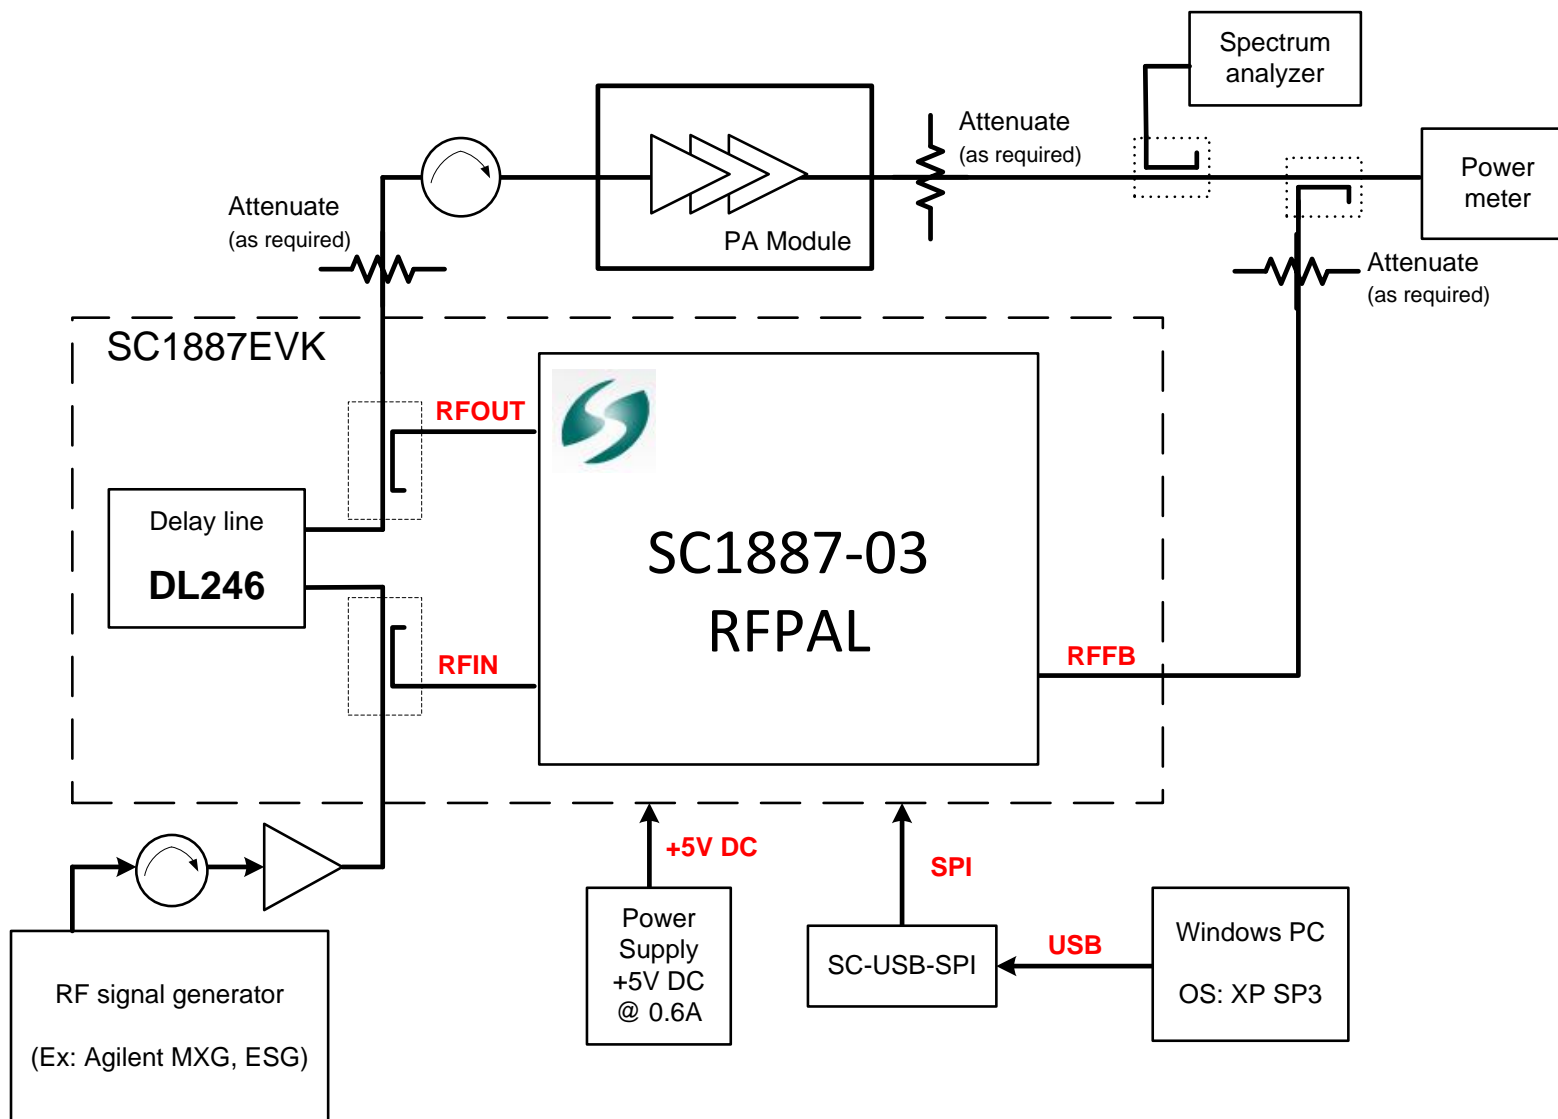 Spectrum
analyzer
Attenuate
(as required)
Power
meter
Attenuate
(as required)
PA Module
Attenuate
(as required)
SC1887EVK
RFOUT
Delay line
DL246
SC1887-03
RFPAL
RFIN
RFFB
+5V DC
SPI
Power
Supply
+5V DC
@ 0.6A
SC-USB-SPI
USB
Windows PC
OS: XP SP3
RF signal generator
(Ex: Agilent MXG, ESG)